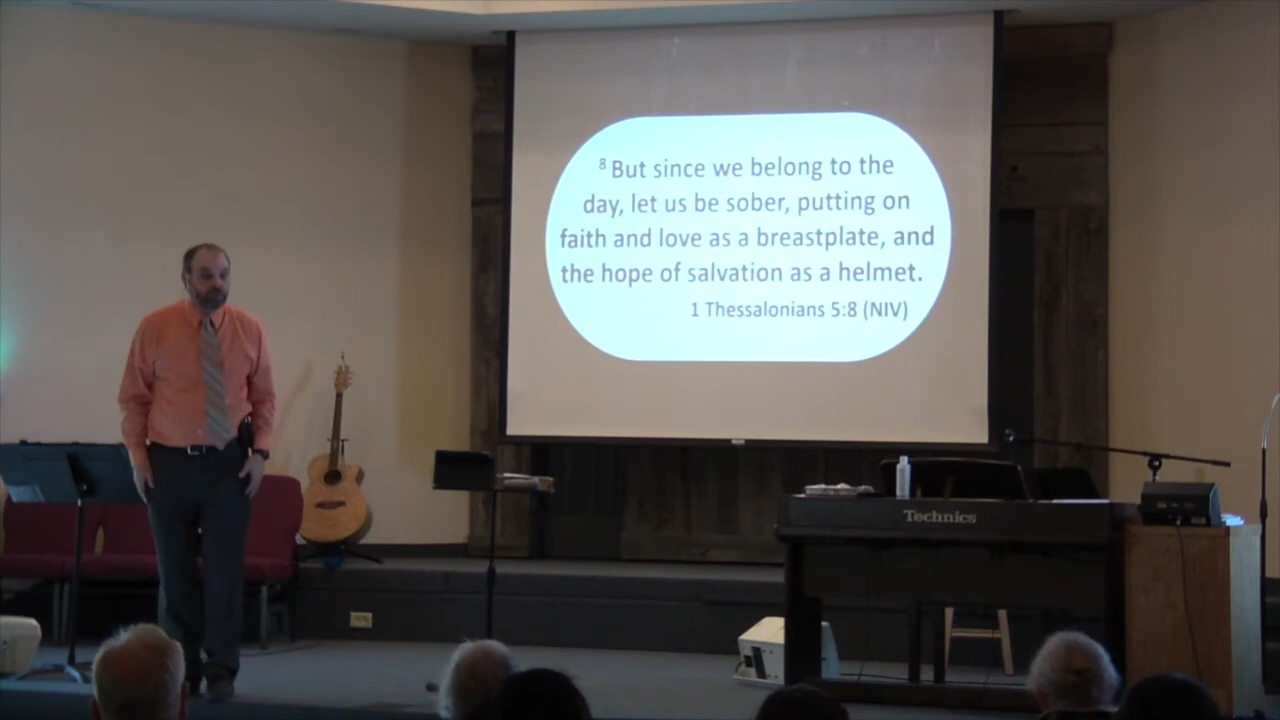 ⁸ But since we belong to the
day, let us be sober, putting on
faith and love as a breastplate, and
the hope of salvation as a helmet.
1 Thessalonians 5:8 (NIV)
Technics